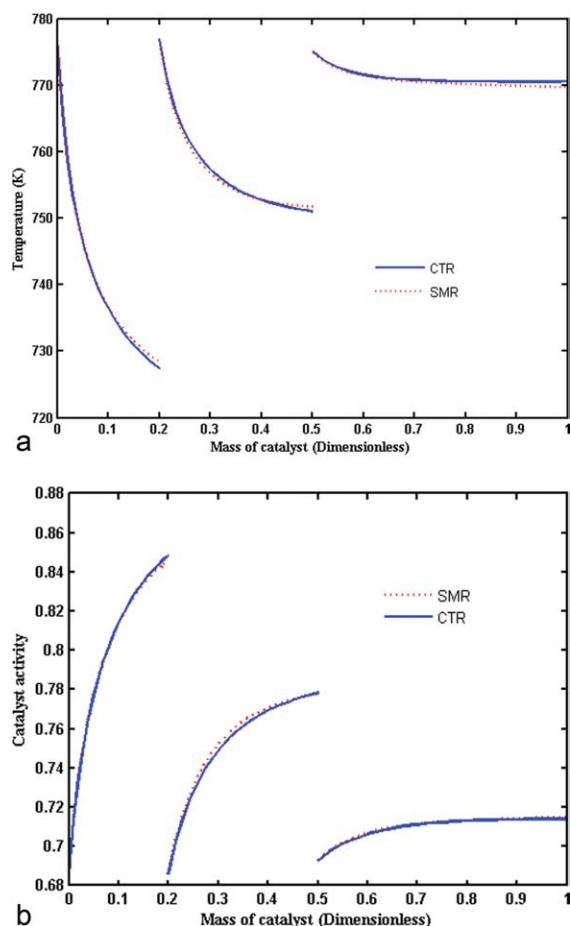 780
770
760
750
740
730
720
Temperature (K)
CTR
SMR
0 0.1 0.2 0.3 0.4 0.5 0.6 0.7 0.8 0.9 1
Mass of catalyst (Dimensionless)
a
0.88
0.86
0.84
0.82
0.8
0.78
0.76
0.74
0.72
0.7
0.68
Catalyst activity
SMR
CTR
0 0.1 0.2 0.3 0.4 0.5 0.6 0.7 0.8 0.9 1
Mass of catalyst (Dimensionless)
b